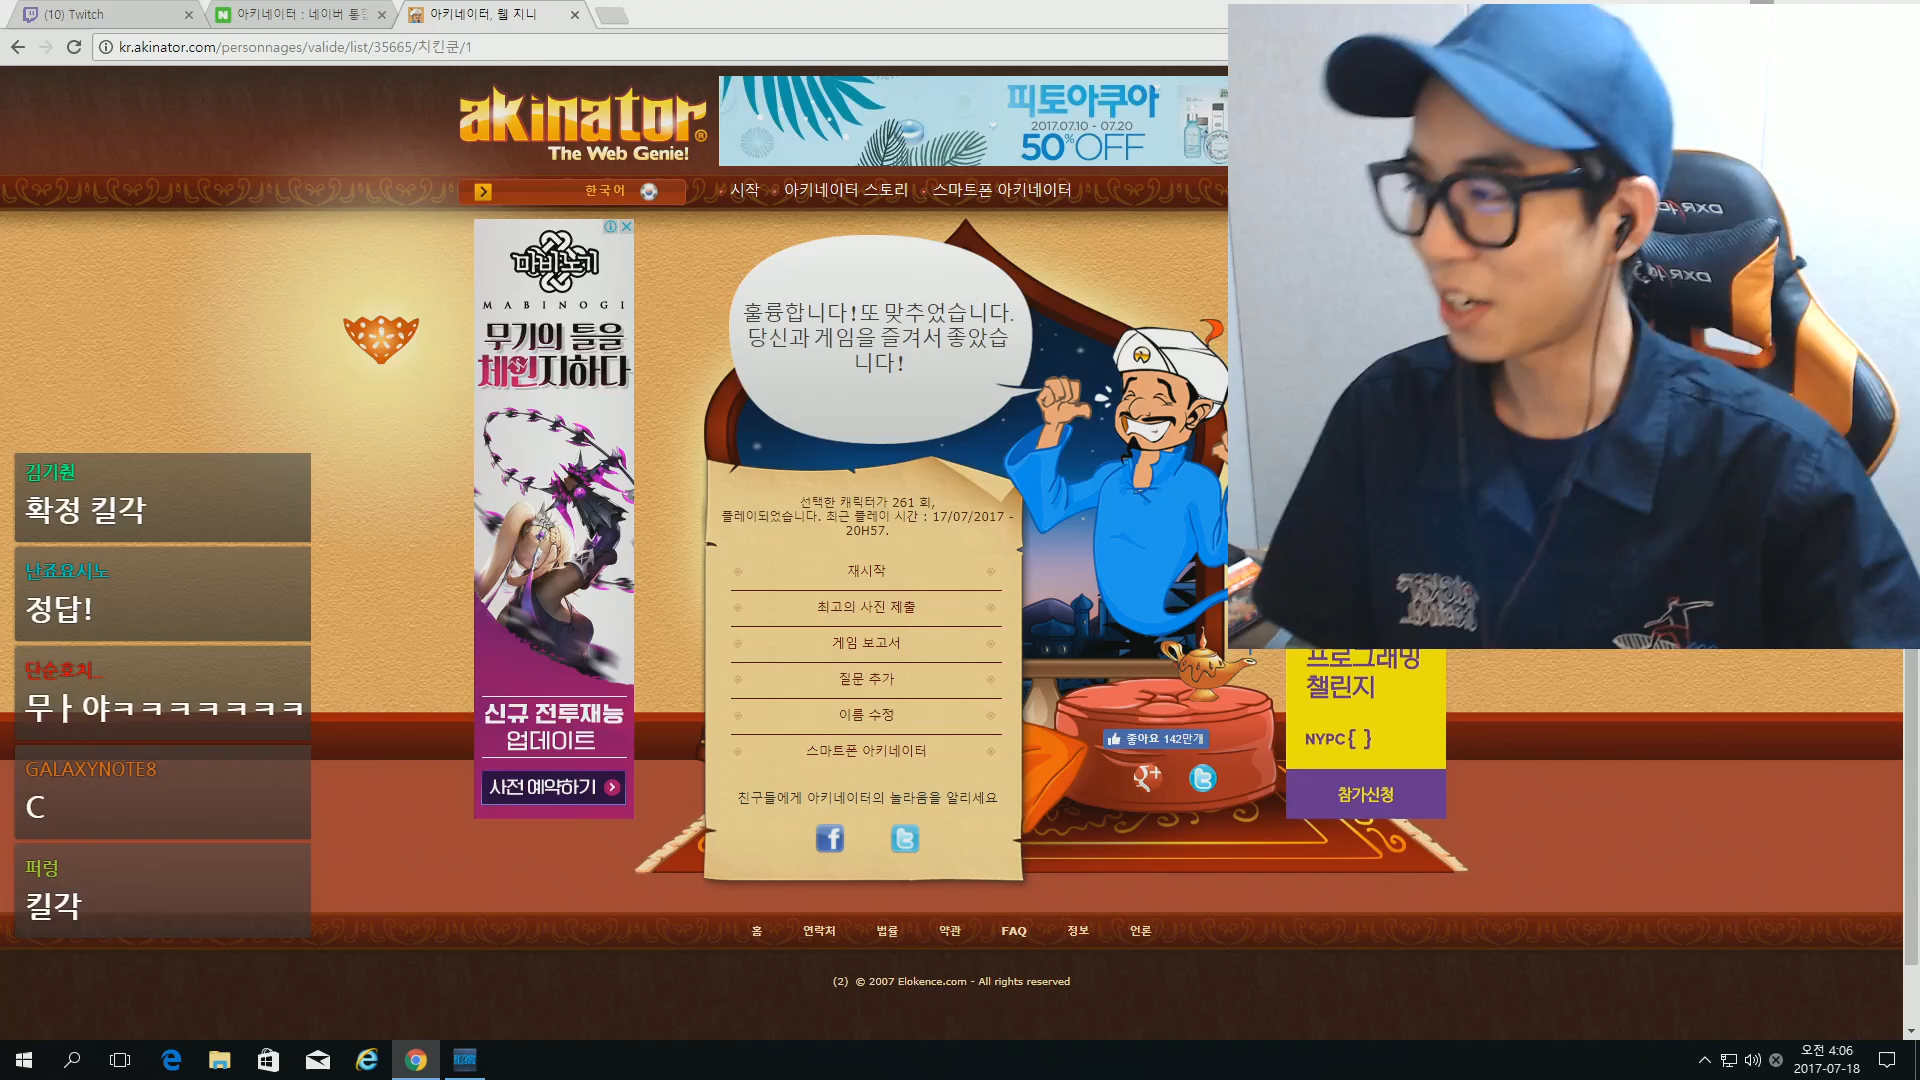 (10) Twitch
아키네이터 : 네이버 통합
아키네이터, 웹 지니
kr.akinator.com/personnages/valide/list/35665/치킨쿤/1
akinator®
The Web Genie!
피토아쿠아
2017.07.10 - 07.20
50% OFF
한국어
· 시작 · 아키네이터 스토리 · 스마트폰 아키네이터
마비노기
MABINOGI
무기의 틀을
체인지하다
신규 전투재능
업데이트
사전 예약하기
훌륭합니다! 또 맞추었습니다.
당신과 게임을 즐겨서 좋았습
니다!
선택한 캐릭터가 261 회,
플레이되었습니다. 최근 플레이 시간 : 17/07/2017 -
20H57.
재시작
최고의 사진 제출
게임 보고서
질문 추가
이름 수정
스마트폰 아키네이터
친구들에게 아키네이터의 놀라움을 알리세요
좋아요 142만개
김기훤
확정 킬각
난죠요시노
정답!
단순호치..
무ㅏ야ㅋㅋㅋㅋㅋㅋㅋ
GALAXYNOTE8
C
퍼렁
킬각
DXRAC
DXRAC
프로그래밍
챌린지
NYPC{ }
참가신청
홈 연락처 법률 약관 FAQ 정보 언론
(2) © 2007 Elokence.com - All rights reserved
오전 4:06
2017-07-18